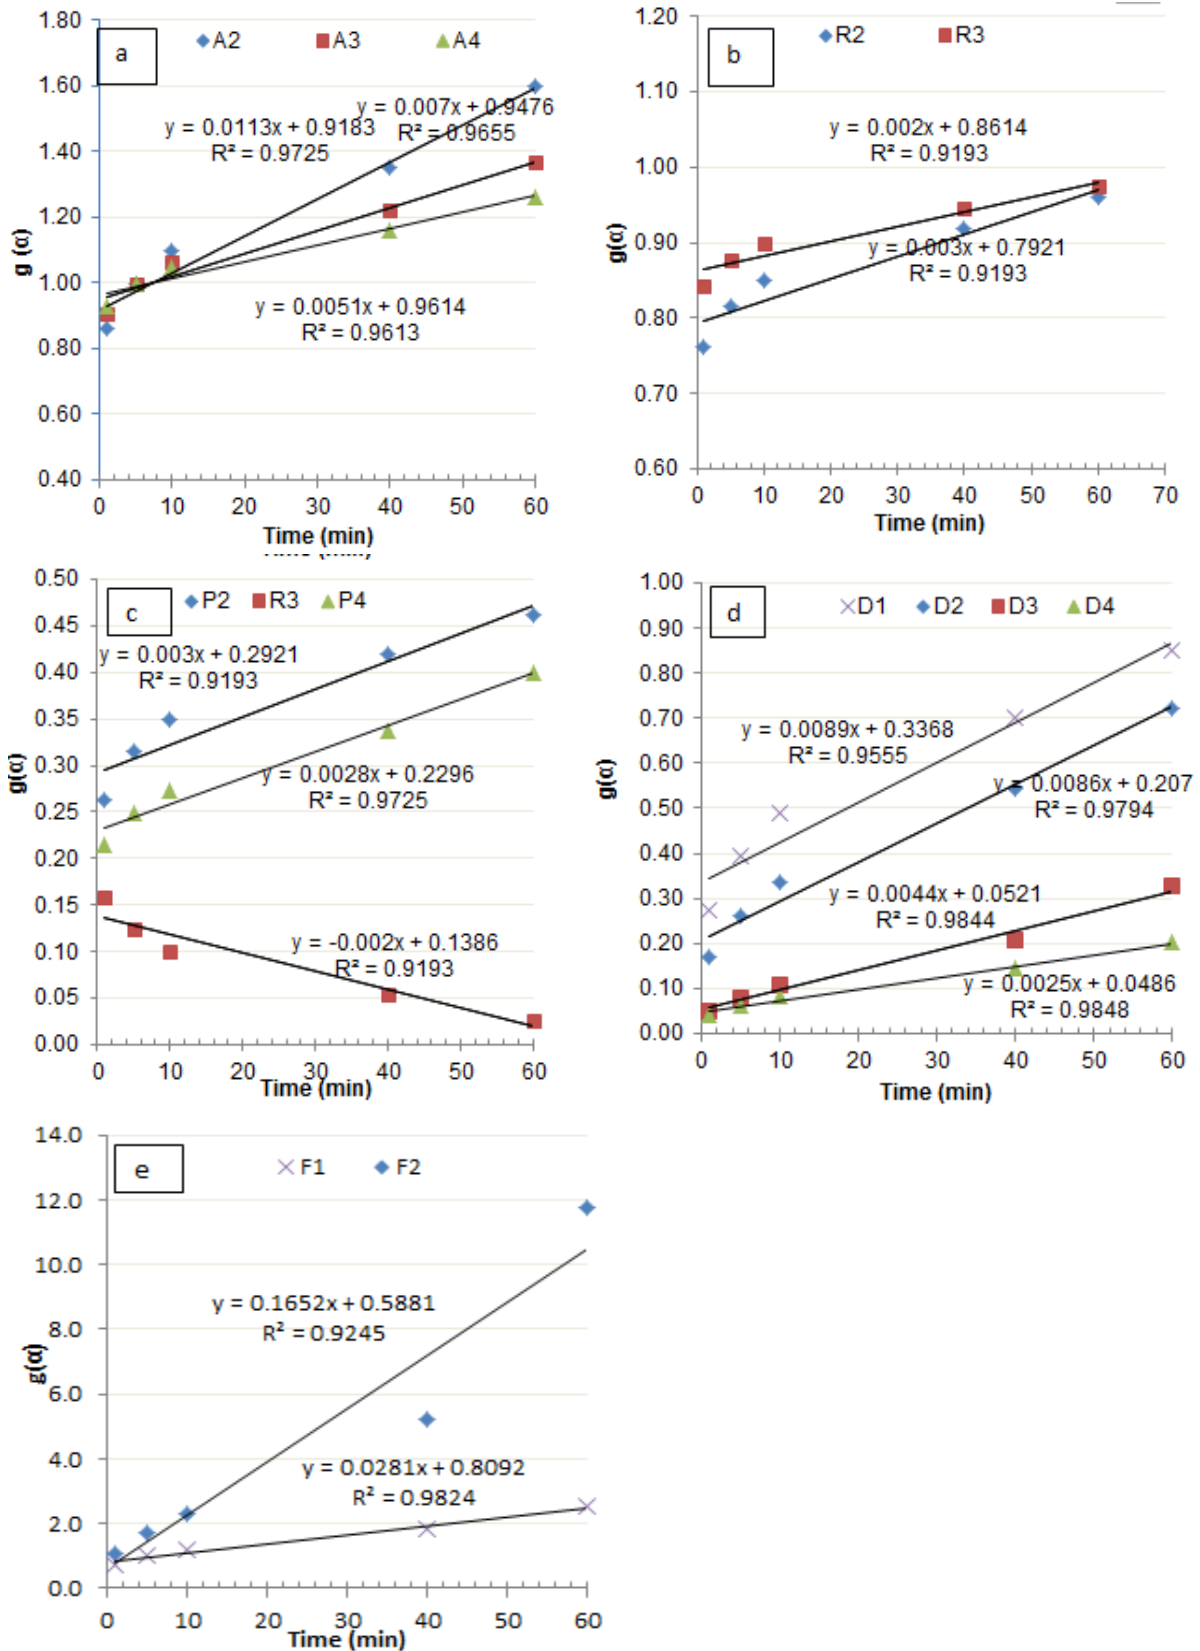 a
A2 A3 A4
1.80
1.60
1.40
1.20
1.00
0.80
0.60
0.40
g (α)
y = 0.0113x + 0.9183
R² = 0.9725
y = 0.007x + 0.9476
R² = 0.9655
y = 0.0051x + 0.9614
R² = 0.9613
0 10 20 30 40 50 60
Time (min)
b
R2 R3
1.20
1.10
1.00
0.90
0.80
0.70
0.60
g(α)
y = 0.002x + 0.8614
R² = 0.9193
y = 0.003x + 0.7921
R² = 0.9193
0 10 20 30 40 50 60 70
Time (min)
c
P2 R3 P4
0.50
0.45
0.40
0.35
0.30
0.25
0.20
0.15
0.10
0.05
0.00
g(α)
y = 0.003x + 0.2921
R² = 0.9193
y = 0.0028x + 0.2296
R² = 0.9725
y = -0.002x + 0.1386
R² = 0.9193
0 10 20 30 40 50 60
Time (min)
d
D1 D2 D3 D4
1.00
0.90
0.80
0.70
0.60
0.50
0.40
0.30
0.20
0.10
0.00
g(α)
y = 0.0089x + 0.3368
R² = 0.9555
y = 0.0086x + 0.207
R² = 0.9794
y = 0.0044x + 0.0521
R² = 0.9844
y = 0.0025x + 0.0486
R² = 0.9848
0 10 20 30 40 50 60
Time (min)
e
F1 F2
14.0
12.0
10.0
8.0
6.0
4.0
2.0
0.0
g(α)
y = 0.1652x + 0.5881
R² = 0.9245
y = 0.0281x + 0.8092
R² = 0.9824
0 10 20 30 40 50 60
Time (min)